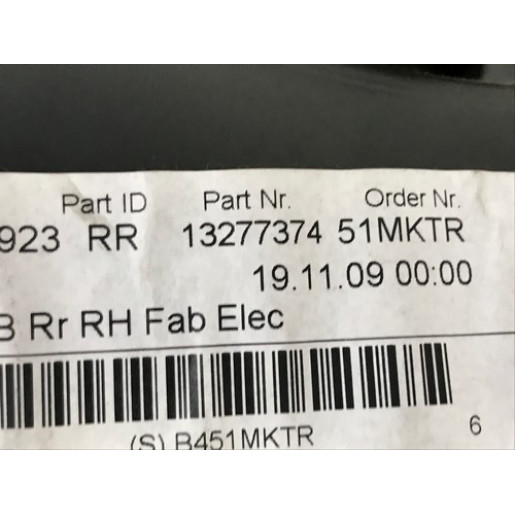 Part ID Part Nr. Order Nr.
923 RR 13277374 51MKTR
19.11.09 00:00
B Rr RH Fab Elec
(S) B451MKTR 6